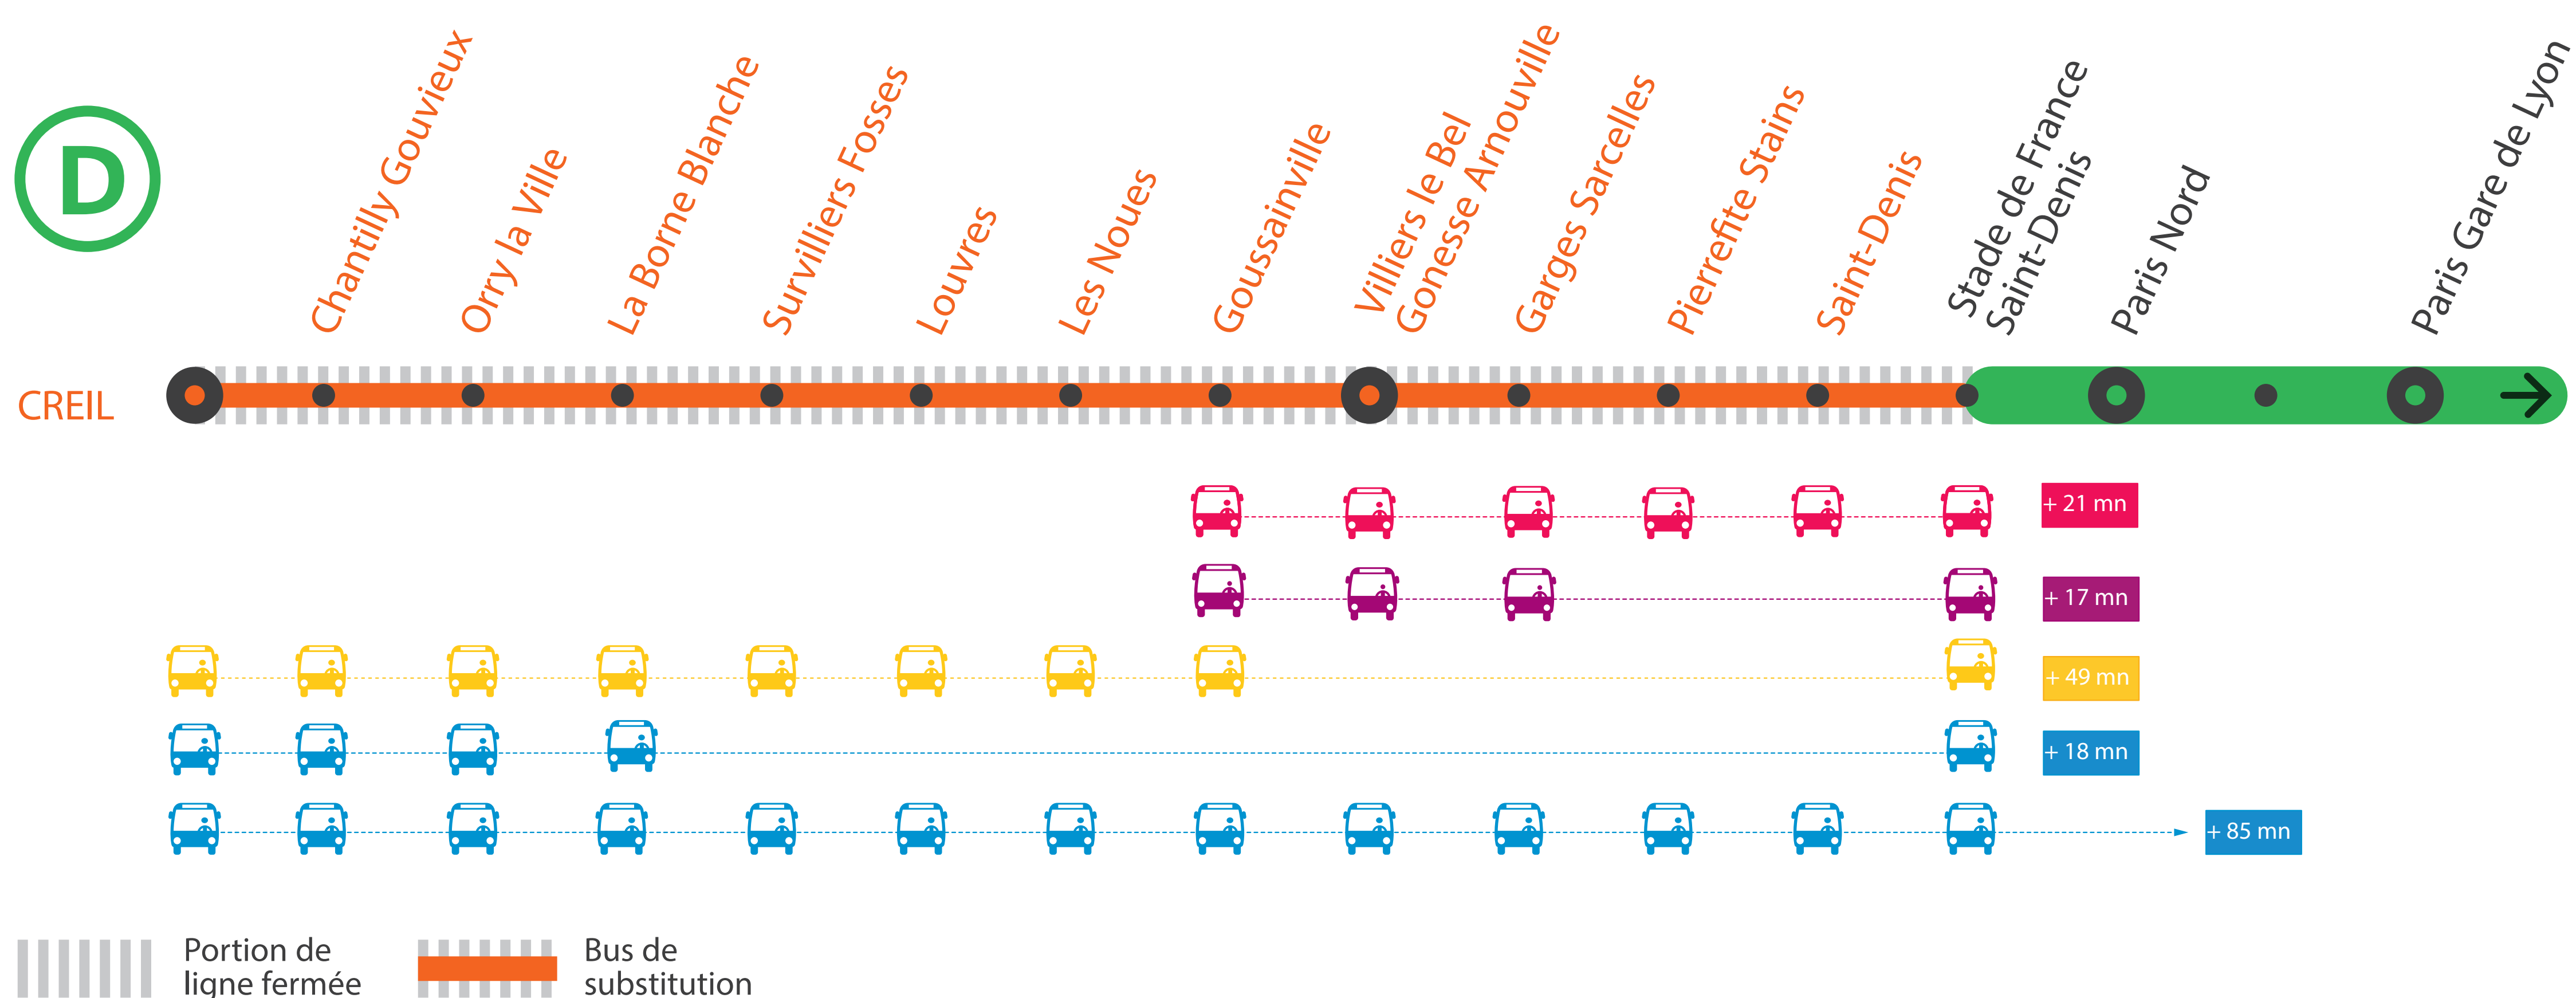 D
CREIL
Chantilly Gouvieux
Orry la Ville
La Borne Blanche
Survilliers Fosses
Louvres
Les Noues
Goussainville
Villiers le Bel
Gonesse Arnouville
Garges Sarcelles
Pierrefite Stains
Saint-Denis
Stade de France
Saint-Denis
Paris Nord
Paris Gare de Lyon
+ 21 mn
+ 17 mn
+ 49 mn
+ 18 mn
+ 85 mn
Portion de
ligne fermée
Bus de
substitution